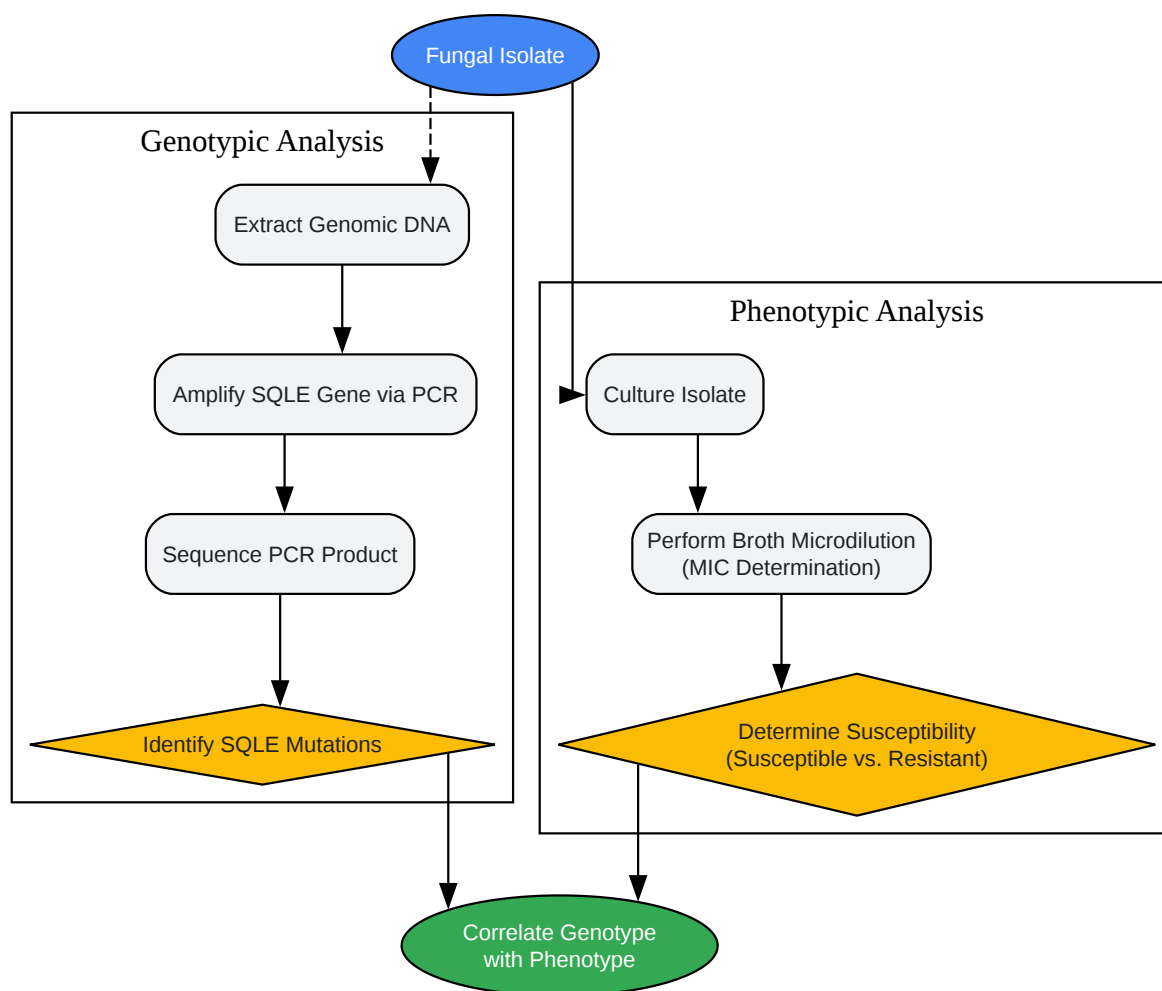 Fungal Isolate
Genotypic Analysis
Extract Genomic DNA
Amplify SQLE Gene via PCR
Sequence PCR Product
Identify SQLE Mutations
Phenotypic Analysis
Culture Isolate
Perform Broth Microdilution
(MIC Determination)
Determine Susceptibility
(Susceptible vs. Resistant)
Correlate Genotype
with Phenotype